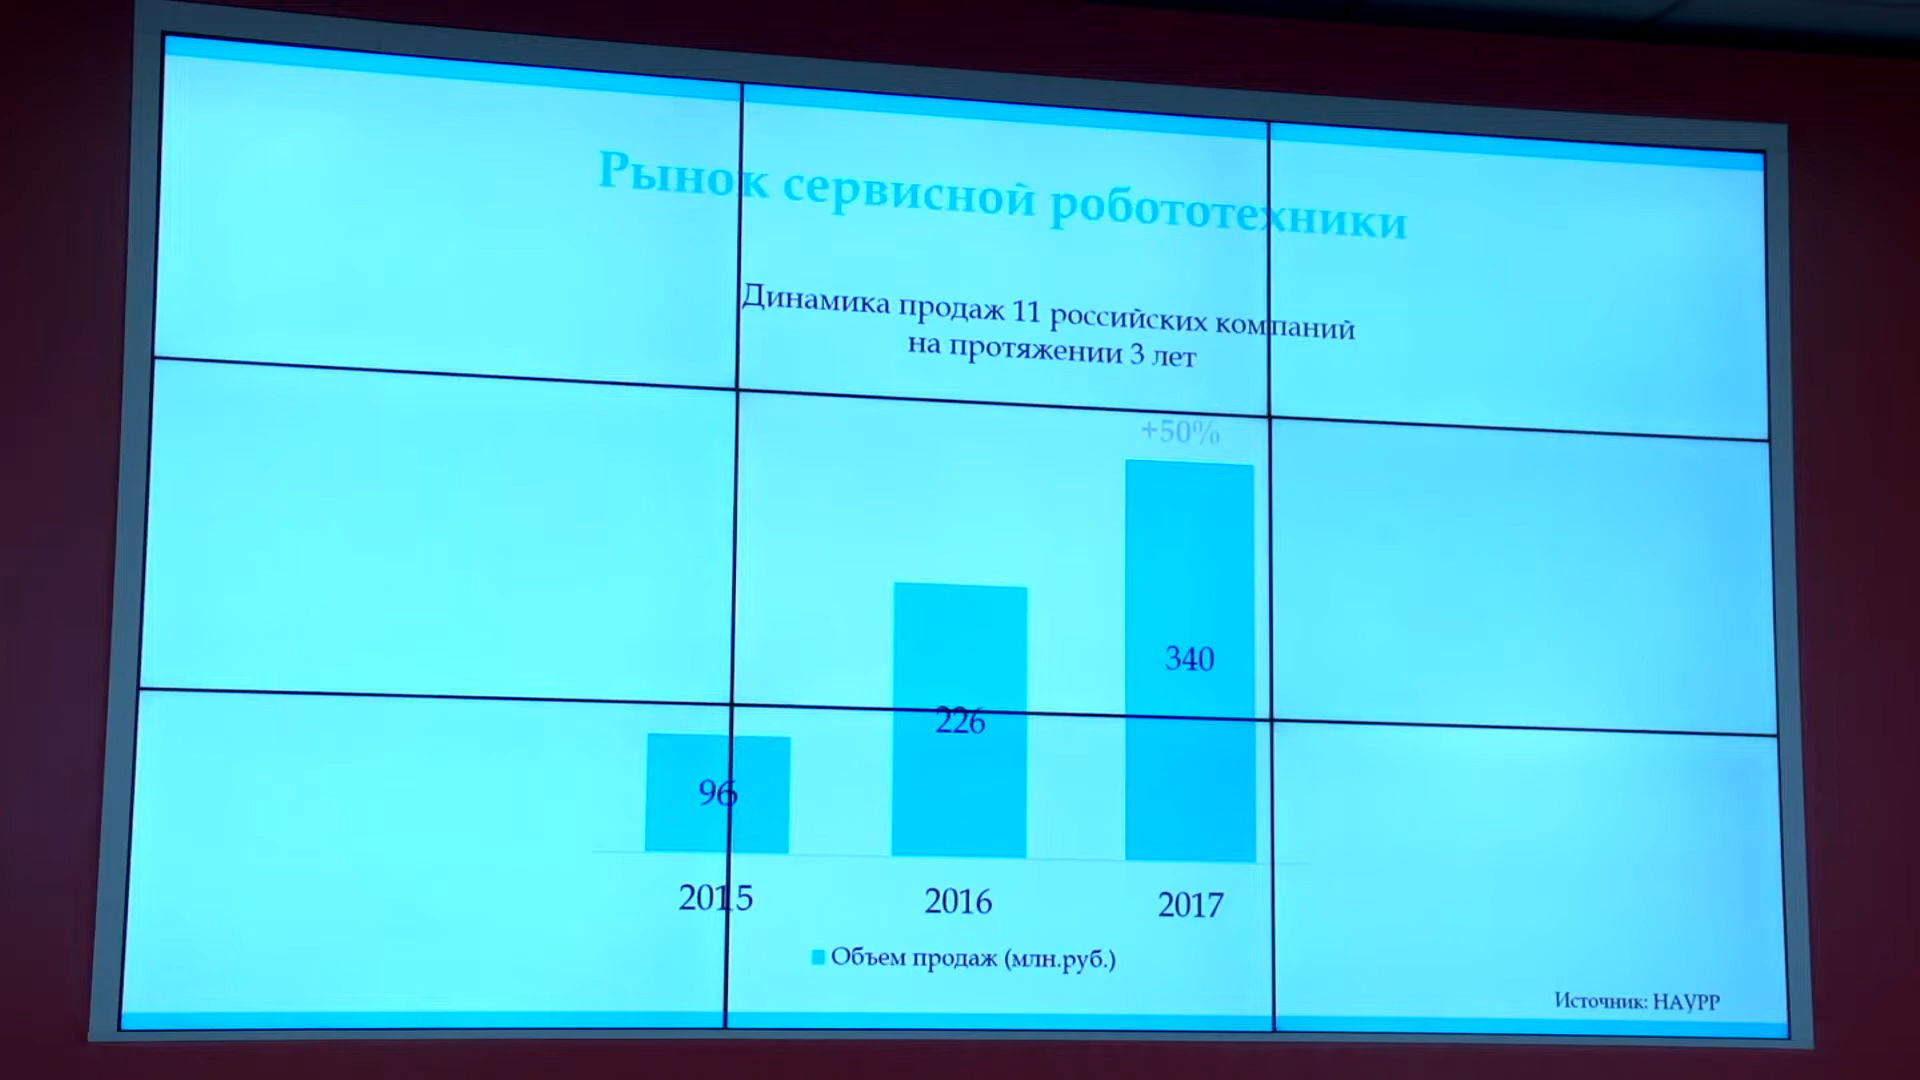 Рынок сервисной робототехники
Динамика продаж 11 российских компаний
на протяжении 3 лет
+50%
340
226
96
2015 2016 2017
Объем продаж (млн.руб.)
Источник: НАУРР